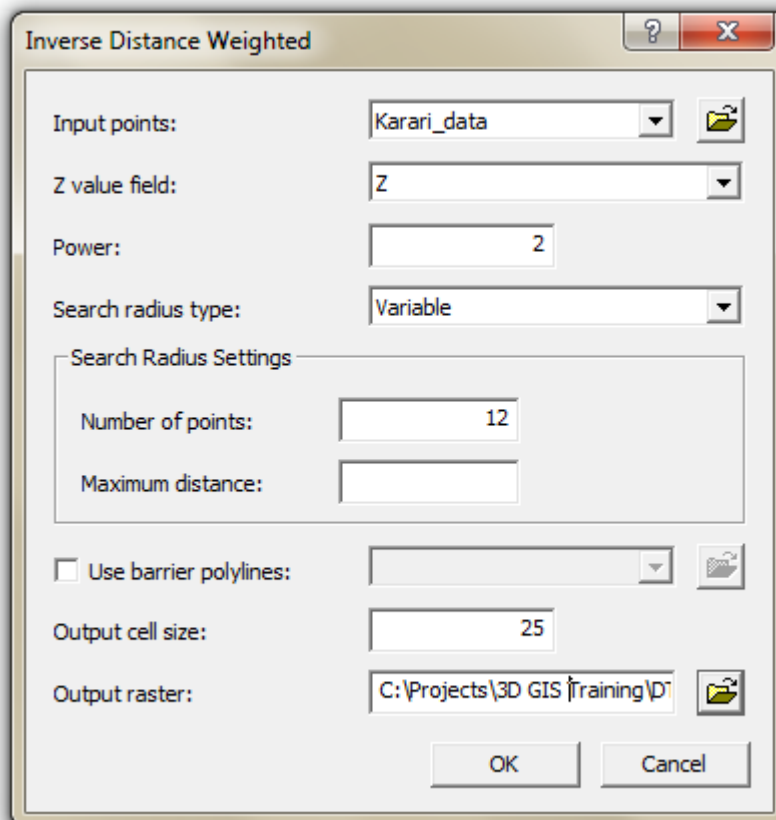 Inverse Distance Weighted
Input points: Karari_data
Z value field: Z
Power: 2
Search radius type: Variable
Search Radius Settings
Number of points: 12
Maximum distance:
Use barrier polylines:
Output cell size: 25
Output raster: C:\Projects\3D GIS Training\DT
OK Cancel